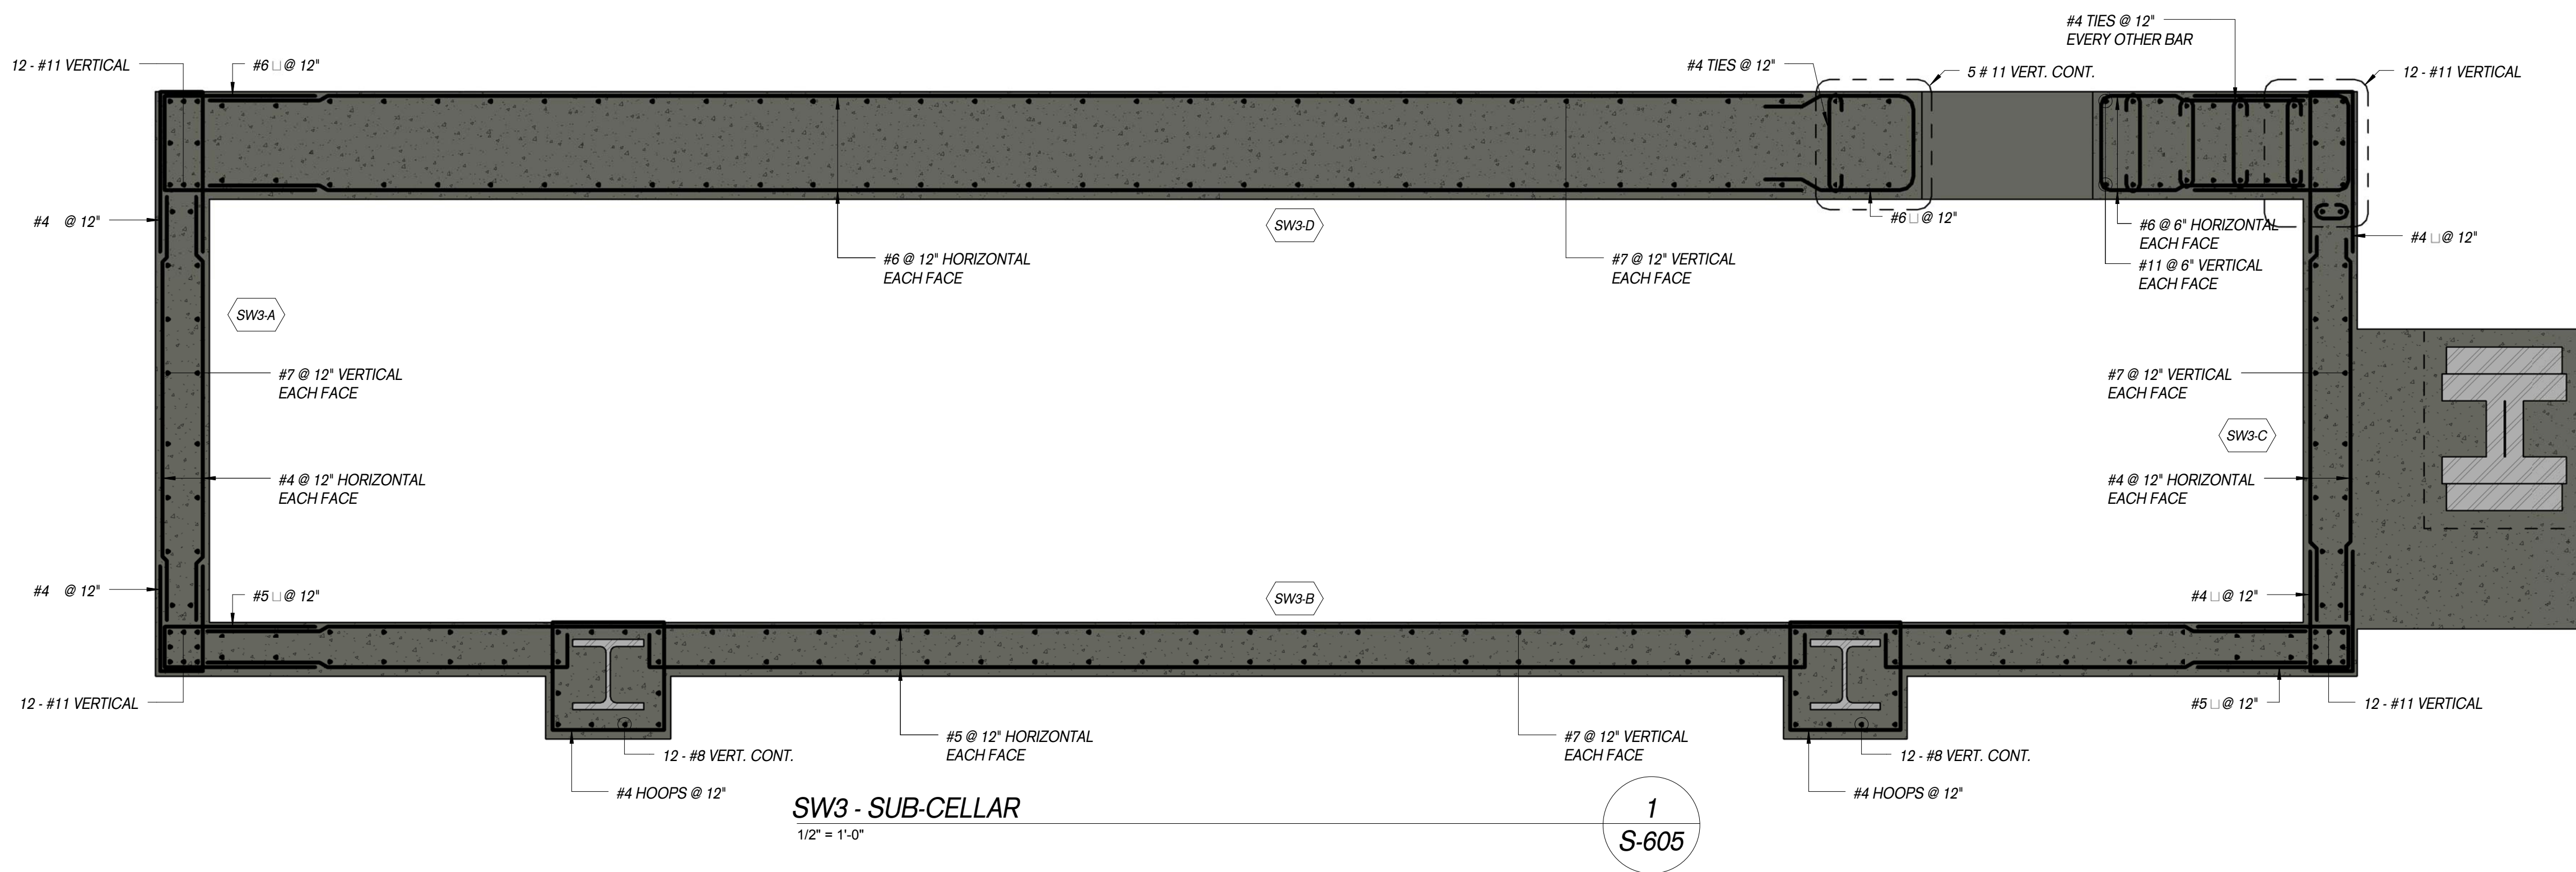 #4 TIES @ 12"
EVERY OTHER BAR
12 - #11 VERTICAL
#6 ⊔ @ 12"
#4 TIES @ 12"
5 # 11 VERT. CONT.
12 - #11 VERTICAL
#4 @ 12"
SW3-D
#6 ⊔ @ 12"
#6 @ 6" HORIZONTAL
EACH FACE
#4 ⊔ @ 12"
#6 @ 12" HORIZONTAL
EACH FACE
#7 @ 12" VERTICAL
EACH FACE
#11 @ 6" VERTICAL
EACH FACE
SW3-A
#7 @ 12" VERTICAL
EACH FACE
#7 @ 12" VERTICAL
EACH FACE
SW3-C
#4 @ 12" HORIZONTAL
EACH FACE
#4 @ 12" HORIZONTAL
EACH FACE
#4 @ 12"
#5 ⊔ @ 12"
SW3-B
#4 ⊔ @ 12"
12 - #11 VERTICAL
#5 ⊔ @ 12"
12 - #11 VERTICAL
#5 @ 12" HORIZONTAL
EACH FACE
#7 @ 12" VERTICAL
EACH FACE
12 - #8 VERT. CONT.
12 - #8 VERT. CONT.
#4 HOOPS @ 12"
#4 HOOPS @ 12"
SW3 - SUB-CELLAR
1/2" = 1'-0"
1
S-605